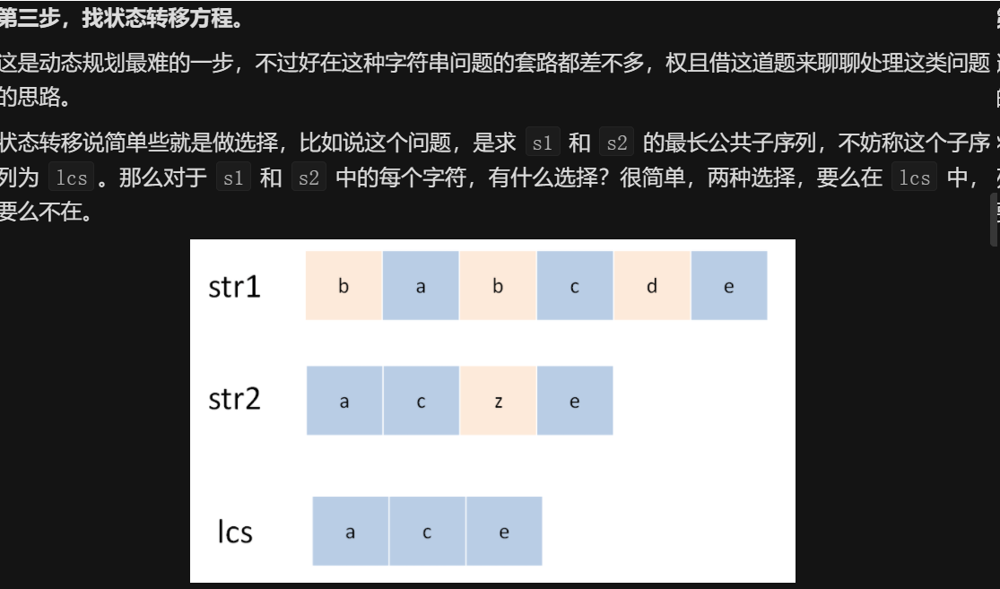 第三步，找状态转移方程。
这是动态规划最难的一步，不过好在这种字符串问题的套路都差不多，权且借这道题来聊聊处理这类问题
的思路。
状态转移说简单些就是做选择，比如说这个问题，是求 s1 和 s2 的最长公共子序列，不妨称这个子序
列为 lcs 。那么对于 s1 和 s2 中的每个字符，有什么选择？很简单，两种选择，要么在 lcs 中，
要么不在。
str1 b a b c d e
str2 a c z e
lcs a c e